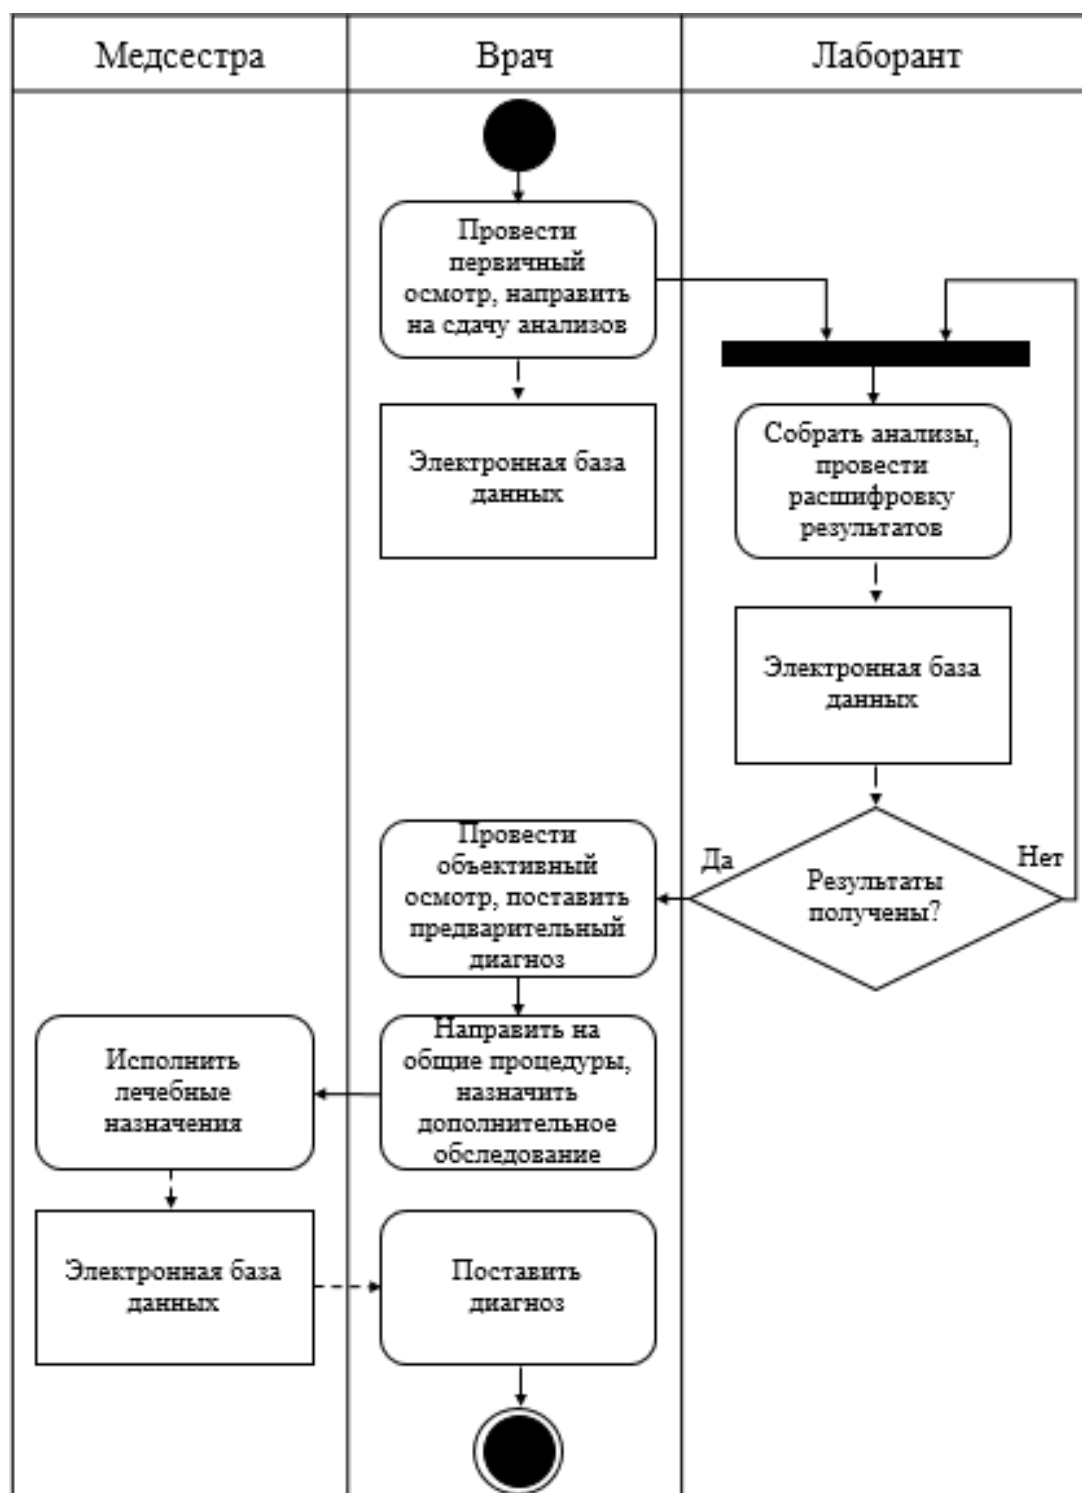 Медсестра
Врач
Лаборант
Провести
первичный
осмотр, направить
на сдачу анализов
Электронная база
данных
Собрать анализы,
провести
расшифровку
результатов
Электронная база
данных
Результаты
получены?
Да
Нет
Провести
объективный
осмотр, поставить
предварительный
диагноз
Направить на
общие процедуры,
назначить
дополнительное
обследование
Исполнить
лечебные
назначения
Электронная база
данных
Поставить
диагноз